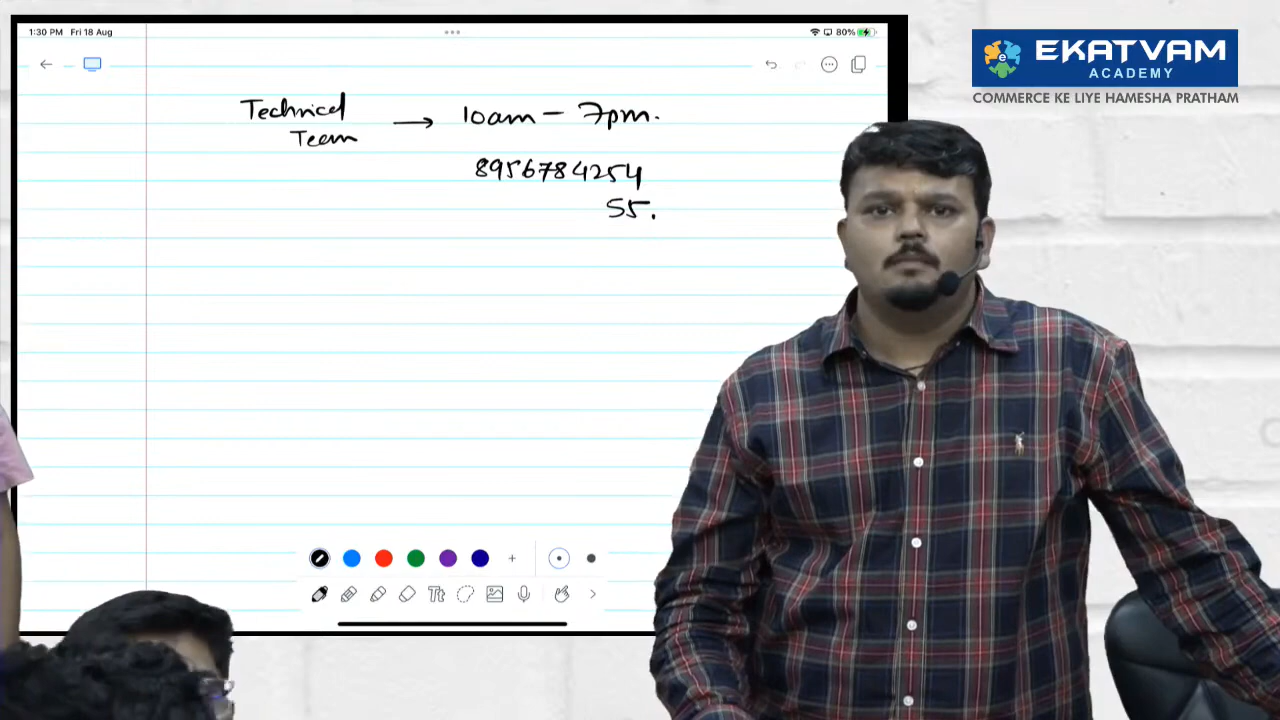 1:30 PM Fri 18 Aug
80%
EKATVAM
ACADEMY
COMMERCE KE LIYE HAMESHA PRATHAM
Technical → 10am - 7pm.
Team
8956784254
55.
Tt